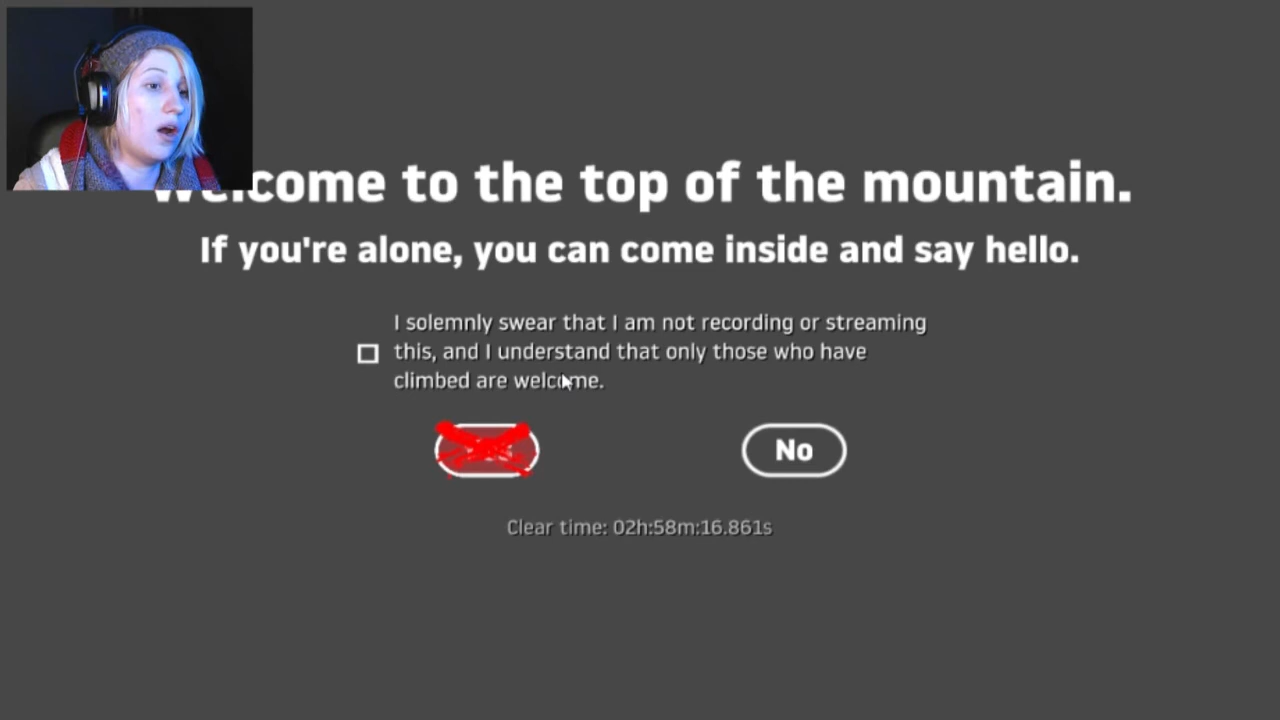 Welcome to the top of the mountain.
If you're alone, you can come inside and say hello.
I solemnly swear that I am not recording or streaming
this, and I understand that only those who have
climbed are welcome.
No
Clear time: 02h:58m:16.861s